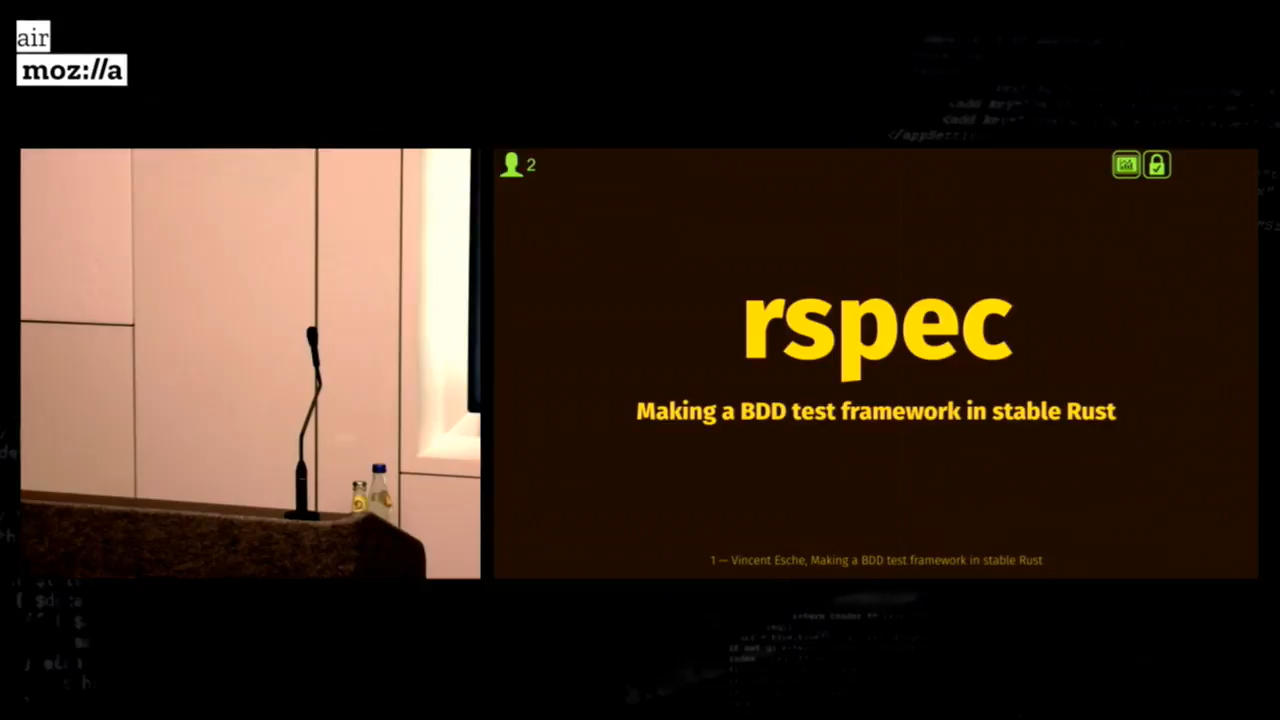 air
moz://a
</appSetti
2
rspec
Making a BDD test framework in stable Rust
1 — Vincent Esche, Making a BDD test framework in stable Rust